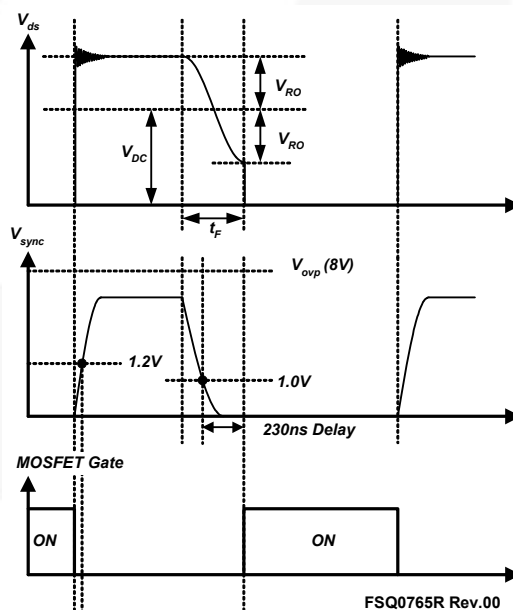 Vds
VRO
VRO
VDC
tF
Vsync
Vovp (8V)
1.2V
1.0V
230ns Delay
MOSFET Gate
ON
ON
FSQ0765R Rev.00